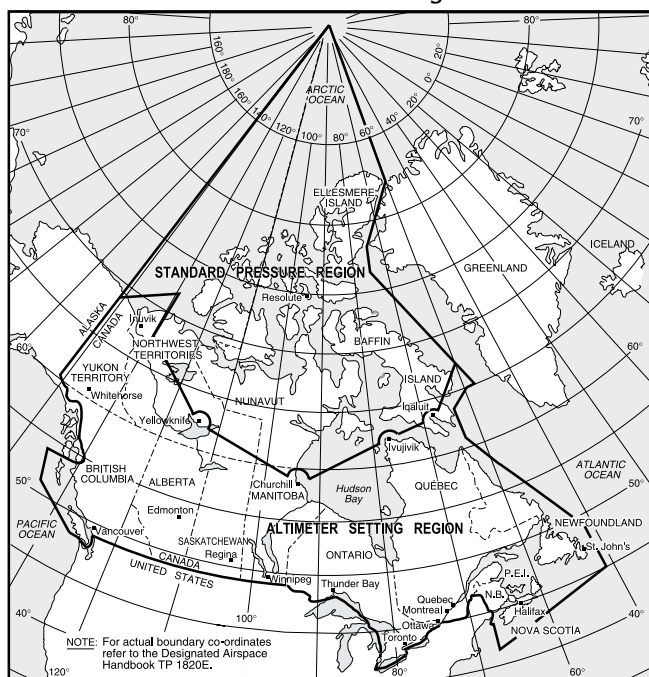 80°
80°
160°
160°
140°
120°
100°
80°
60°
40°
20°
0°
20°
ARCTIC
OCEAN
70°
70°
160°
140°
120°
ELLESMERE
ISLAND
ICELAND
GREENLAND
STANDARD PRESSURE REGION
Resolute
ALASKA
CANADA
Inuvik
60°
60°
BAFFIN
NORTHWEST
TERRITORIES
YUKON
TERRITORY
Whitehorse
ISLAND
NUNAVUT
Iqaluit
Yellowknife
Ivujivik
50°
50°
ATLANTIC
OCEAN
BRITISH
COLUMBIA
ALBERTA
Churchill
MANITOBA
Hudson
Bay
QUÉBEC
PACIFIC
OCEAN
Edmonton
Vancouver
SASKATCHEWAN
Regina
ALTIMETER SETTING REGION
NEWFOUNDLAND
St. John's
ONTARIO
CANADA
UNITED STATES
Winnipeg
Thunder Bay
P.E.I.
N.B.
Quebec
Montreal
Ottawa
Toronto
Halifax
NOVA SCOTIA
40°
40°
NOTE: For actual boundary co-ordinates
refer to the Designated Airspace
Handbook TP 1820E.
120°
100°
80°
60°